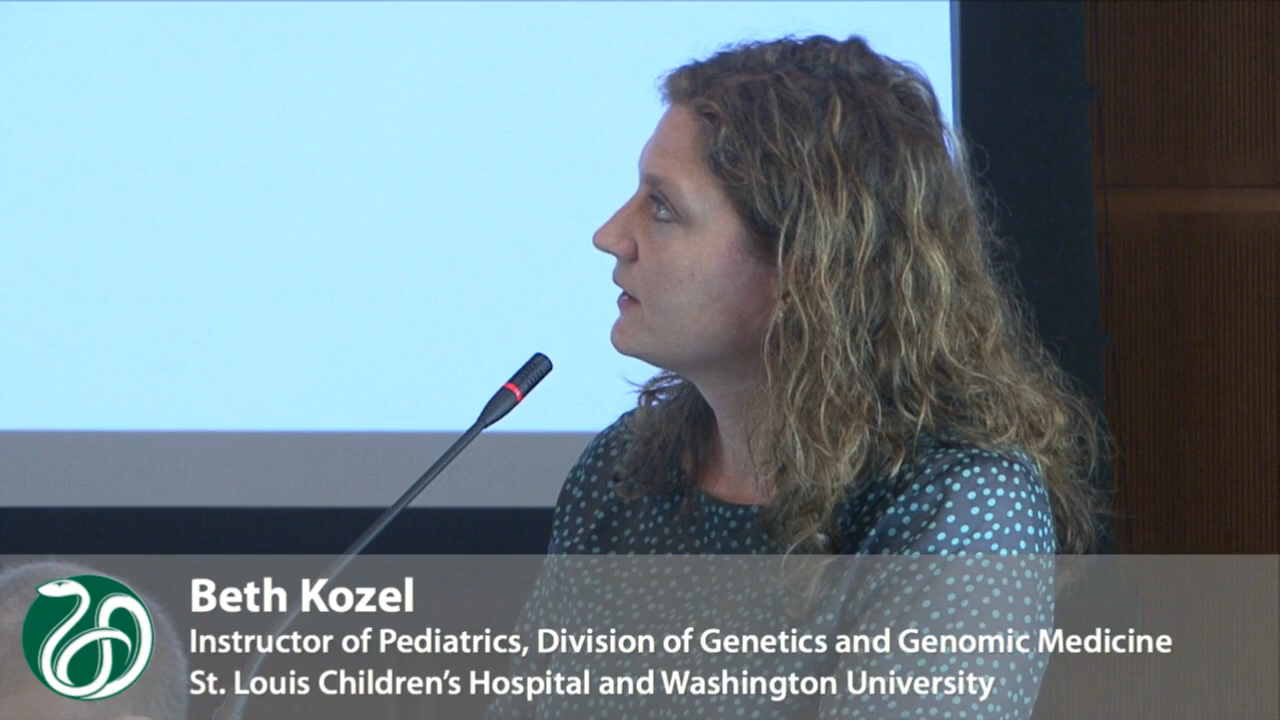 Beth Kozel
Instructor of Pediatrics, Division of Genetics and Genomic Medicine
St. Louis Children's Hospital and Washington University